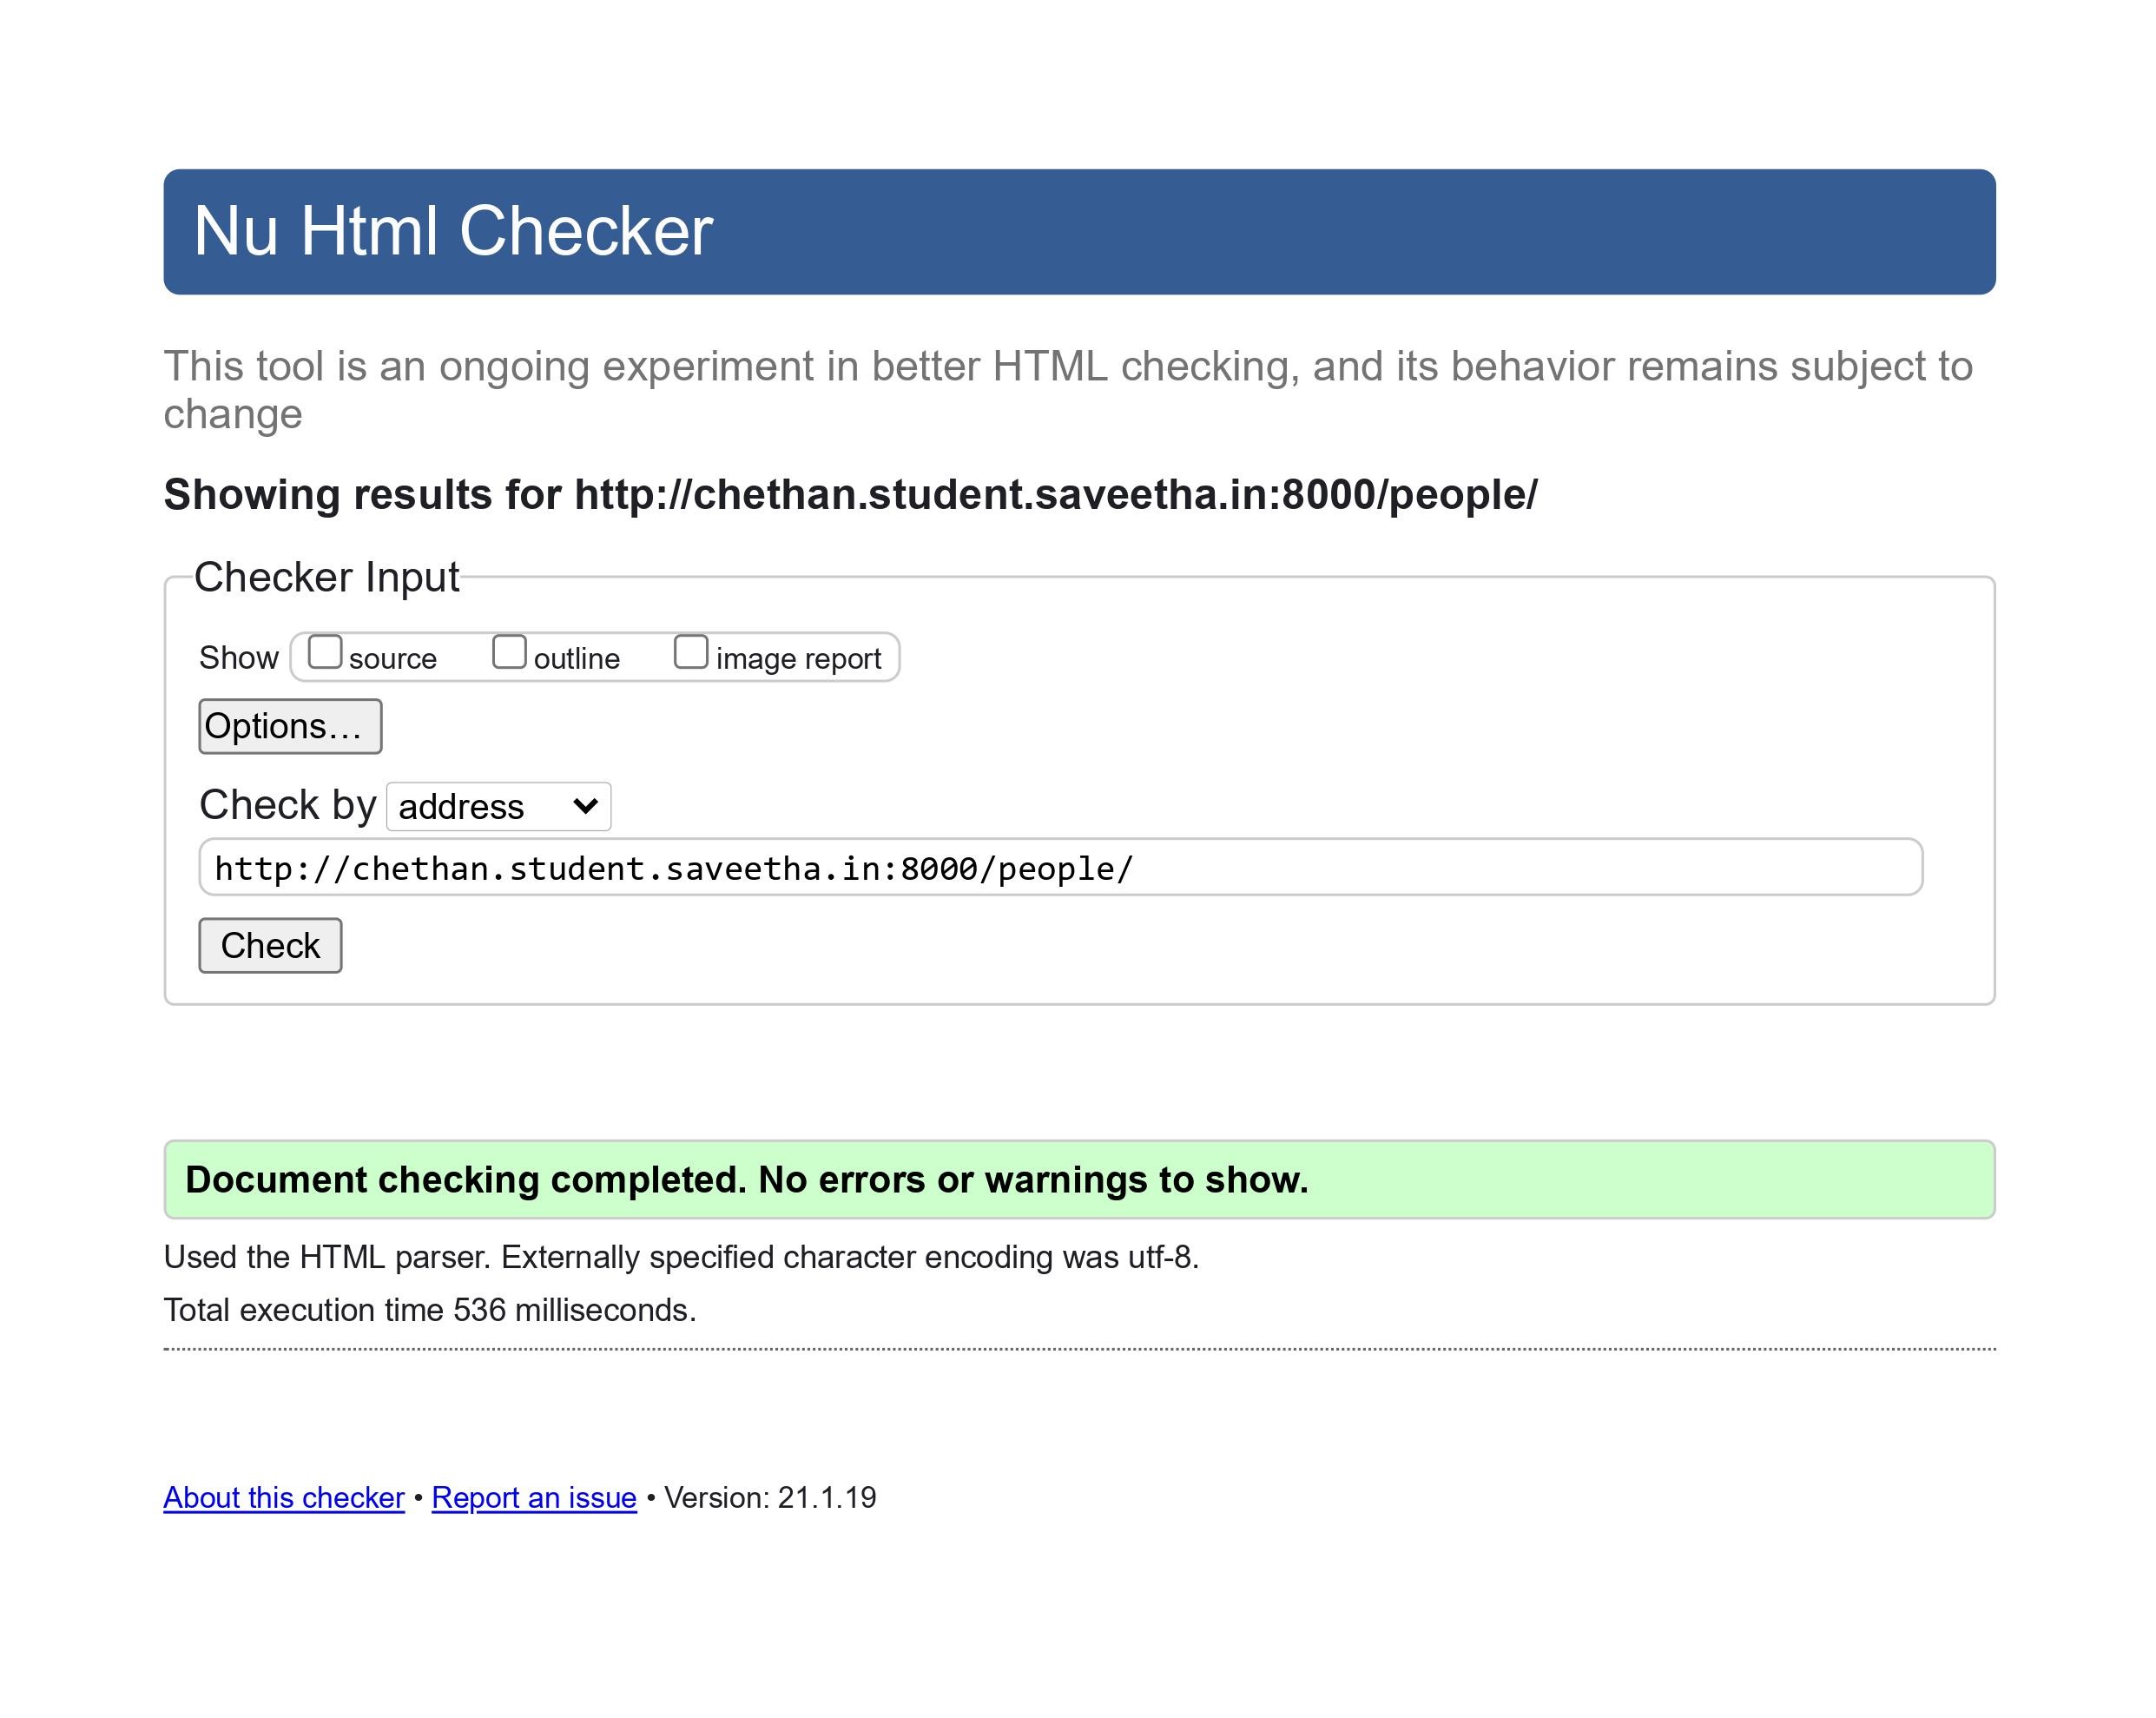 Nu Html Checker
This tool is an ongoing experiment in better HTML checking, and its behavior remains subject to
change
Showing results for http://chethan.student.saveetha.in:8000/people/
Checker Input
Show source outline image report
Options…
Check by address
http://chethan.student.saveetha.in:8000/people/
Check
Document checking completed. No errors or warnings to show.
Used the HTML parser. Externally specified character encoding was utf-8.
Total execution time 536 milliseconds.
About this checker • Report an issue • Version: 21.1.19